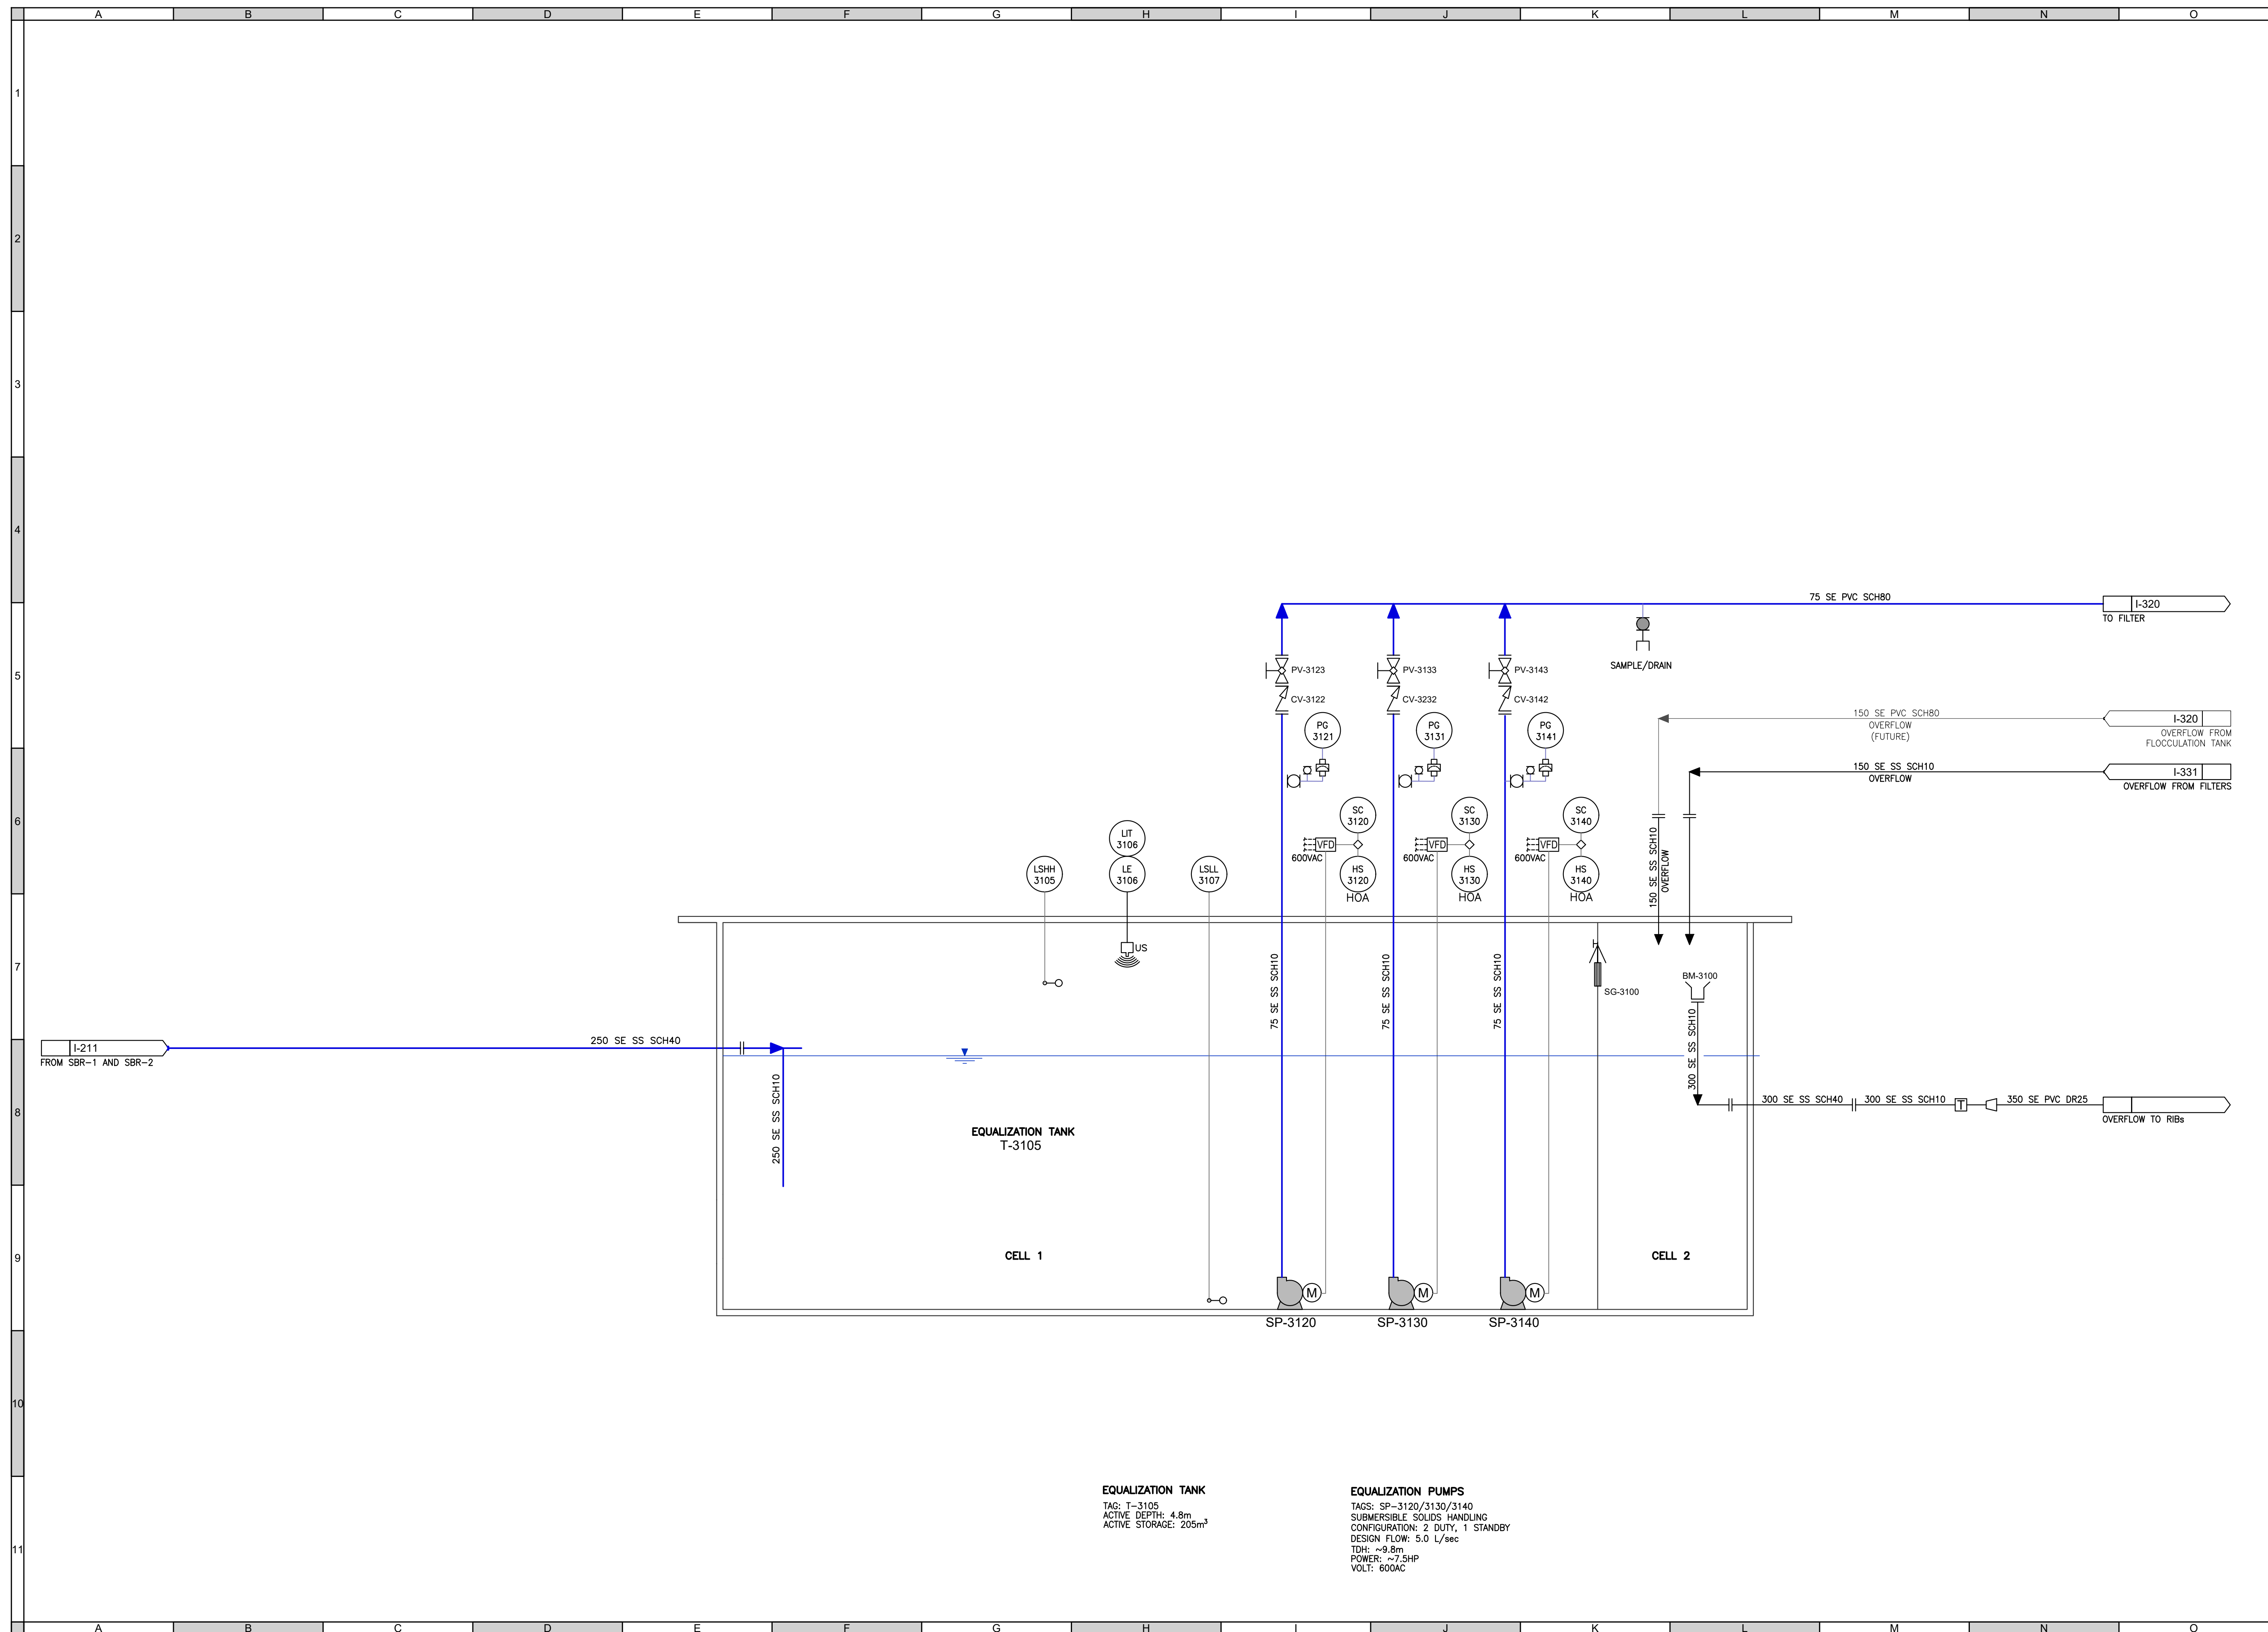 A B C D E F G H I J K L M N O
1
2
3
4
5
6
7
8
9
10
11
75 SE PVC SCH80
I-320
TO FILTER
SAMPLE/DRAIN
PV-3123
PV-3133
PV-3143
CV-3122
CV-3232
CV-3142
PG
3121
PG
3131
PG
3141
150 SE PVC SCH80
OVERFLOW
(FUTURE)
I-320
OVERFLOW FROM
FLOCCULATION TANK
150 SE SS SCH10
OVERFLOW
I-331
OVERFLOW FROM FILTERS
SC
3120
SC
3130
SC
3140
VFD
600VAC
VFD
600VAC
VFD
600VAC
HS
3120
HOA
HS
3130
HOA
HS
3140
HOA
150 SE SS SCH10
OVERFLOW
LSHH
3105
LIT
3106
LE
3106
LSLL
3107
US
75 SE SS SCH10
75 SE SS SCH10
75 SE SS SCH10
H
SG-3100
BM-3100
300 SE SS SCH10
I-211
FROM SBR-1 AND SBR-2
250 SE SS SCH40
250 SE SS SCH10
300 SE SS SCH40
300 SE SS SCH10
T
350 SE PVC DR25
OVERFLOW TO RIBs
EQUALIZATION TANK
T-3105
CELL 1
CELL 2
M
M
M
SP-3120
SP-3130
SP-3140
EQUALIZATION TANK
TAG: T-3105
ACTIVE DEPTH: 4.8m
ACTIVE STORAGE: 205m³
EQUALIZATION PUMPS
TAGS: SP-3120/3130/3140
SUBMERSIBLE SOLIDS HANDLING
CONFIGURATION: 2 DUTY, 1 STANDBY
DESIGN FLOW: 5.0 L/sec
TDH: ~9.8m
POWER: ~7.5HP
VOLT: 600AC
A B C D E F G H I J K L M N O